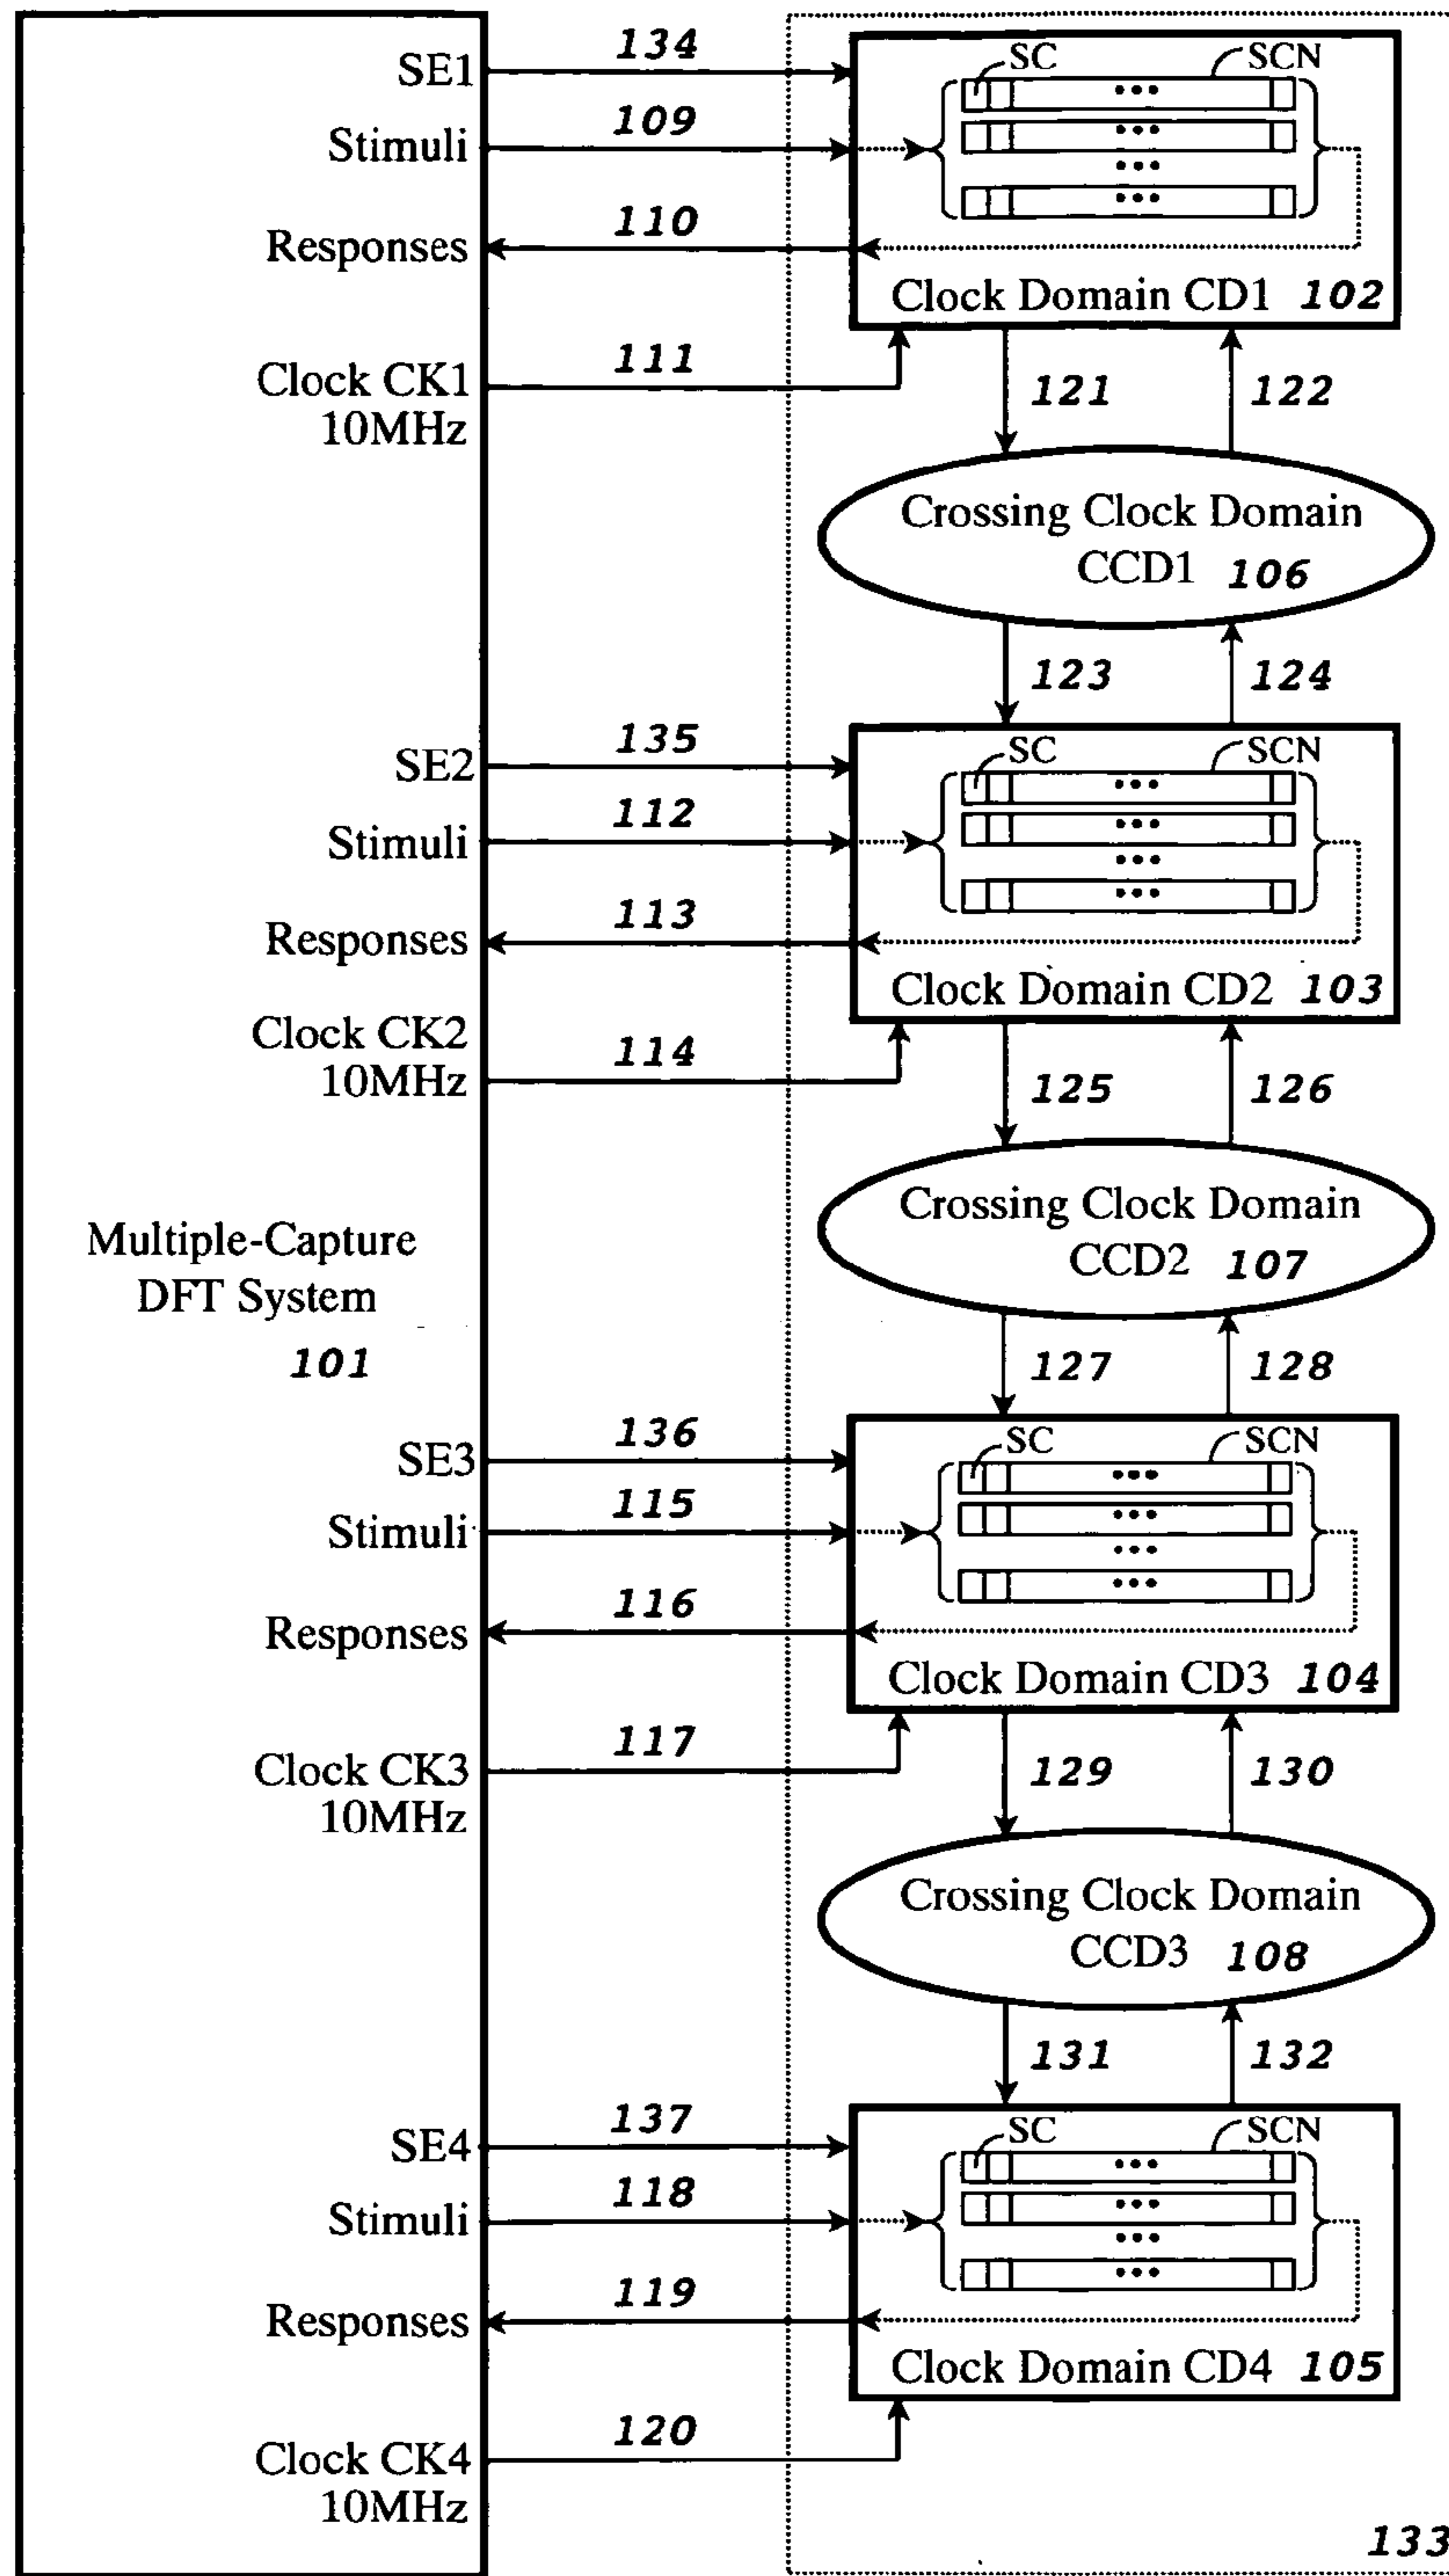 SE1 134
Stimuli 109
Responses 110
SC SCN
•••
•••
•••
•••
Clock Domain CD1 102
Clock CK1 111
10MHz
121 122
Crossing Clock Domain
CCD1 106
123 124
SE2 135
Stimuli 112
Responses 113
SC SCN
•••
•••
•••
•••
Clock Domain CD2 103
Clock CK2 114
10MHz
125 126
Crossing Clock Domain
CCD2 107
Multiple-Capture
DFT System
101
127 128
SE3 136
Stimuli 115
Responses 116
SC SCN
•••
•••
•••
•••
Clock Domain CD3 104
Clock CK3 117
10MHz
129 130
Crossing Clock Domain
CCD3 108
131 132
SE4 137
Stimuli 118
Responses 119
SC SCN
•••
•••
•••
•••
Clock Domain CD4 105
Clock CK4 120
10MHz
133